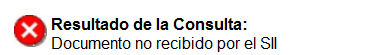 Resultado de la Consulta:
Documento no recibido por el SII